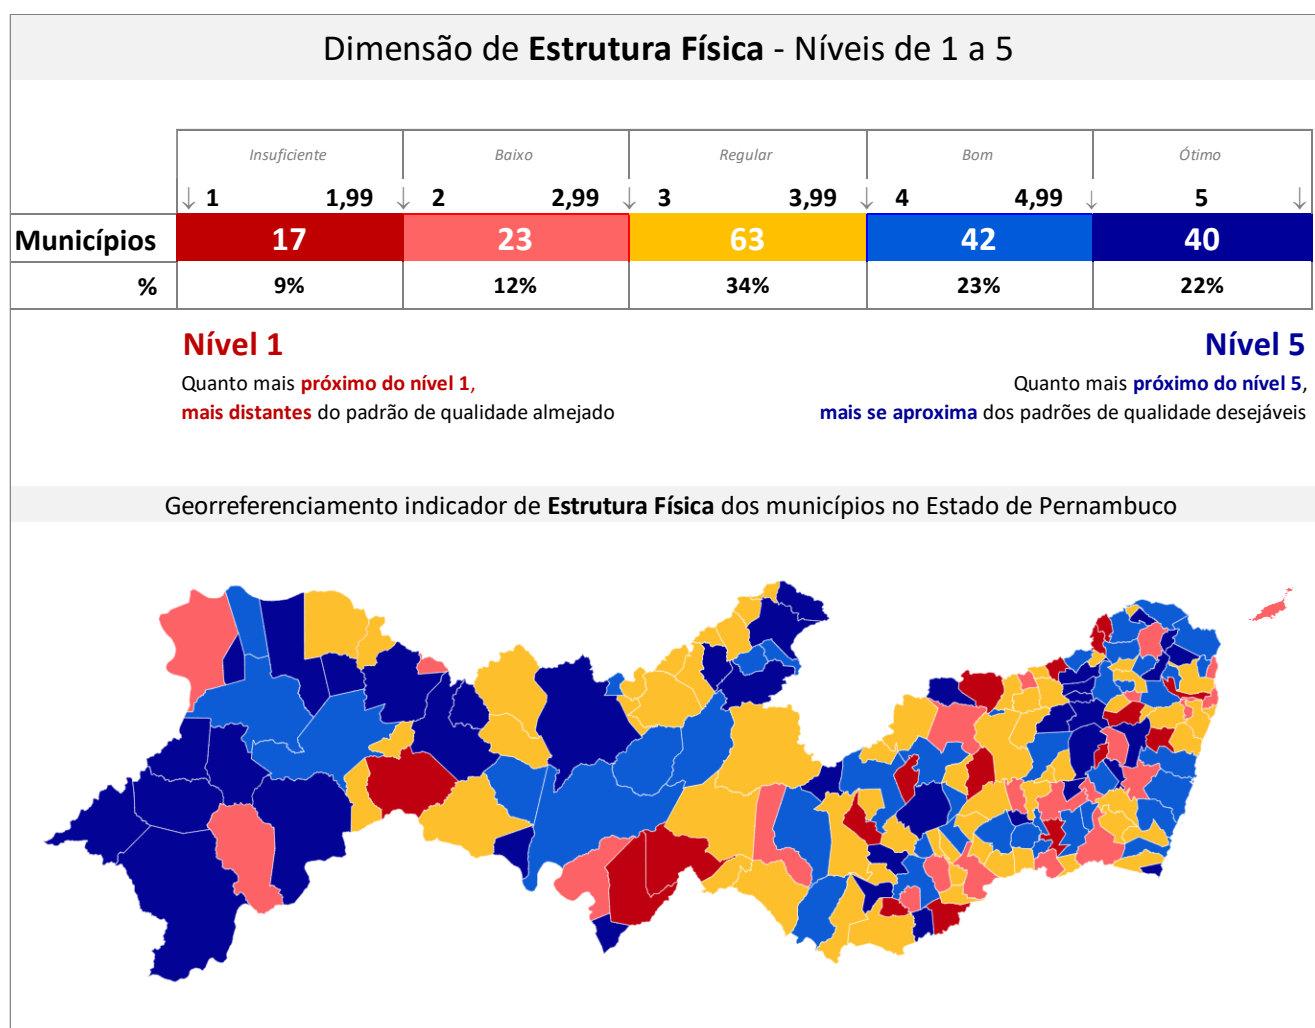 Dimensão de Estrutura Física - Níveis de 1 a 5
Insuficiente Baixo Regular Bom Ótimo
↓ 1 1,99 ↓ 2 2,99 ↓ 3 3,99 ↓ 4 4,99 ↓ 5 ↓
Municípios 17 23 63 42 40
% 9% 12% 34% 23% 22%
Nível 1 Nível 5
Quanto mais próximo do nível 1, Quanto mais próximo do nível 5,
mais distantes do padrão de qualidade almejado mais se aproxima dos padrões de qualidade desejáveis
Georreferenciamento indicador de Estrutura Física dos municípios no Estado de Pernambuco